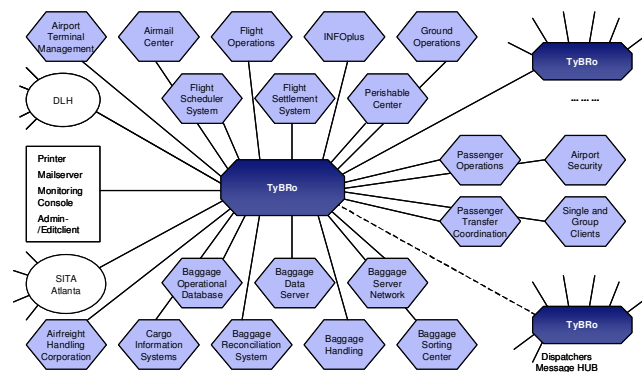 Airport
Terminal
Management
Airmail
Center
Flight
Operations
INFOplus
Ground
Operations
TyBRo
... ... ...
DLH
Flight
Scheduler
System
Flight
Settlement
System
Perishable
Center
Printer
Mailserver
Monitoring
Console
Admin-
/Editclient
TyBRo
Passenger
Operations
Airport
Security
Passenger
Transfer
Coordination
Single and
Group
Clients
SITA
Atlanta
Baggage
Operational
Database
Baggage
Data
Server
Baggage
Server
Network
Airfreight
Handling
Corporation
Cargo
Information
Systems
Baggage
Reconciliation
System
Baggage
Handling
Baggage
Sorting
Center
TyBRo
Dispatchers
Message HUB